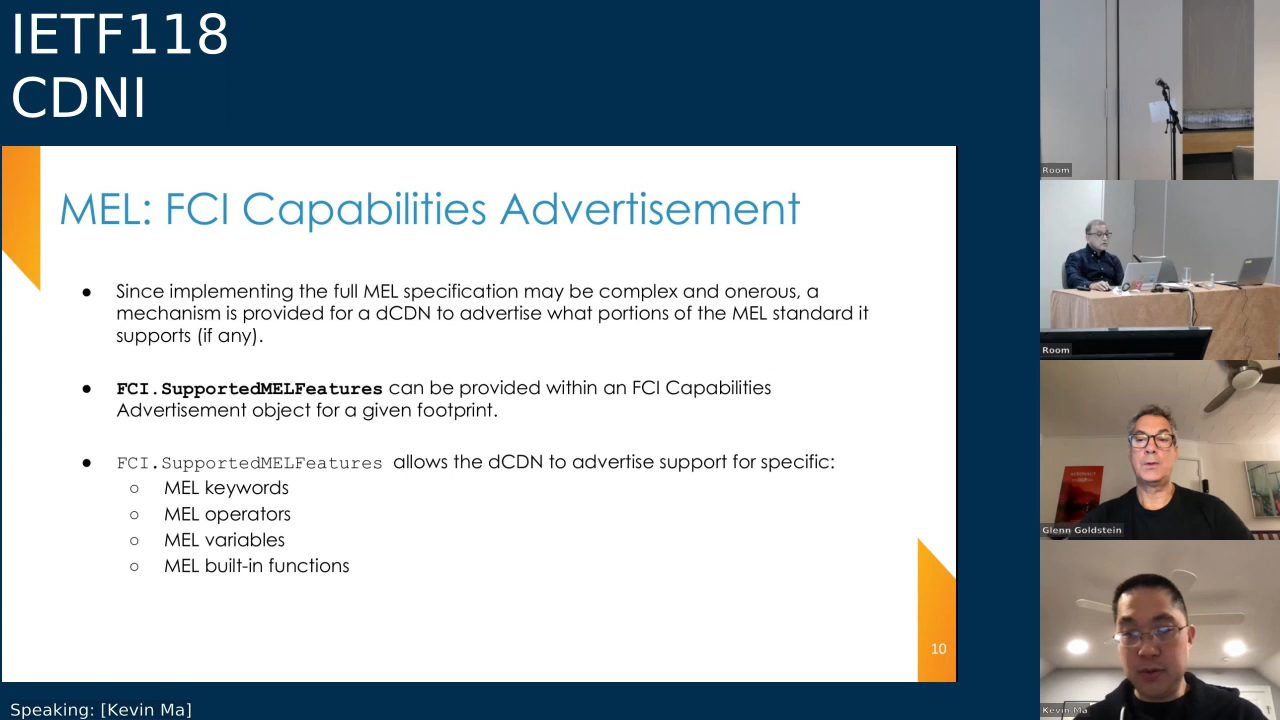 IETF118
CDNI
MEL: FCI Capabilities Advertisement
● Since implementing the full MEL specification may be complex and onerous, a
mechanism is provided for a dCDN to advertise what portions of the MEL standard it
supports (if any).
● FCI.SupportedMELFeatures can be provided within an FCI Capabilities
Advertisement object for a given footprint.
● FCI.SupportedMELFeatures allows the dCDN to advertise support for specific:
○ MEL keywords
○ MEL operators
○ MEL variables
○ MEL built-in functions
10
Speaking: [Kevin Ma]
Room
Room
Glenn Goldstein
Kevin Ma